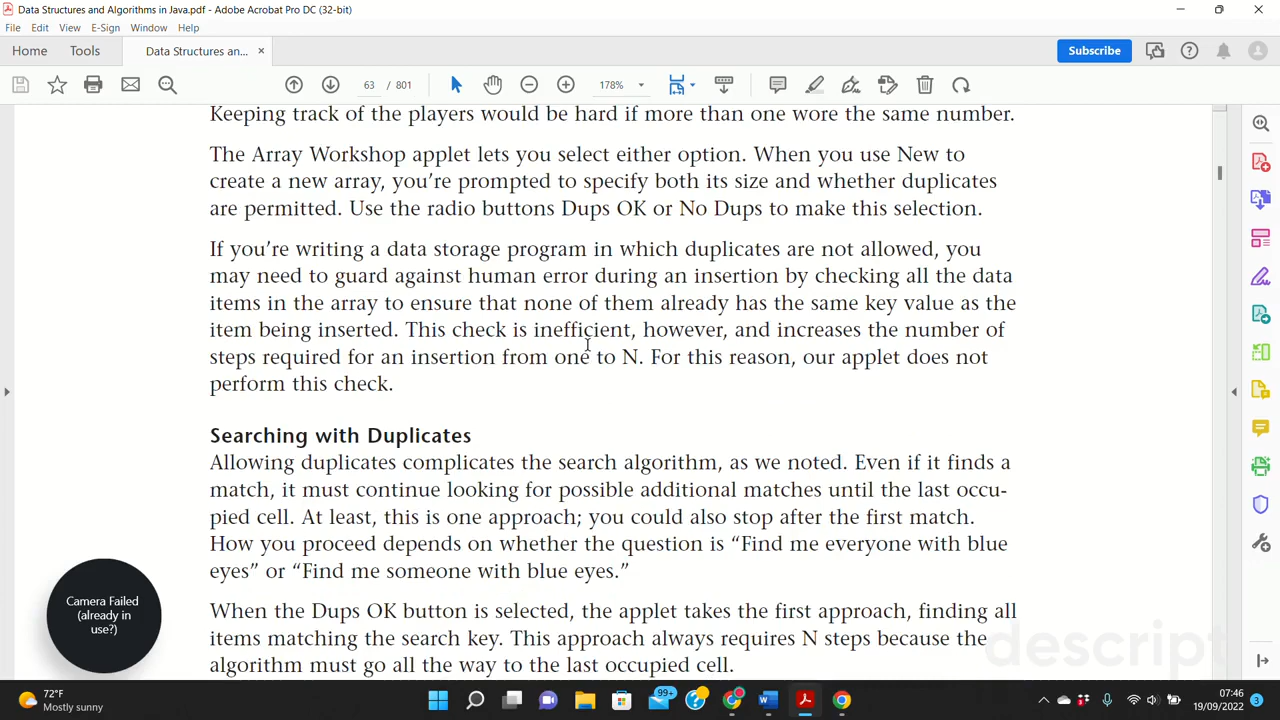 Data Structures and Algorithms in Java.pdf - Adobe Acrobat Pro DC (32-bit)
File Edit View E-Sign Window Help
Home Tools Data Structures an... × Subscribe
63 / 801 178%
Keeping track of the players would be hard if more than one wore the same number.
The Array Workshop applet lets you select either option. When you use New to
create a new array, you’re prompted to specify both its size and whether duplicates
are permitted. Use the radio buttons Dups OK or No Dups to make this selection.
If you’re writing a data storage program in which duplicates are not allowed, you
may need to guard against human error during an insertion by checking all the data
items in the array to ensure that none of them already has the same key value as the
item being inserted. This check is inefficient, however, and increases the number of
steps required for an insertion from one to N. For this reason, our applet does not
perform this check.
Searching with Duplicates
Allowing duplicates complicates the search algorithm, as we noted. Even if it finds a
match, it must continue looking for possible additional matches until the last occu-
pied cell. At least, this is one approach; you could also stop after the first match.
How you proceed depends on whether the question is “Find me everyone with blue
eyes” or “Find me someone with blue eyes.”
When the Dups OK button is selected, the applet takes the first approach, finding all
items matching the search key. This approach always requires N steps because the
algorithm must go all the way to the last occupied cell.
Camera Failed
(already in
use?)
descript
72°F
Mostly sunny
99+
07:46
19/09/2022
3